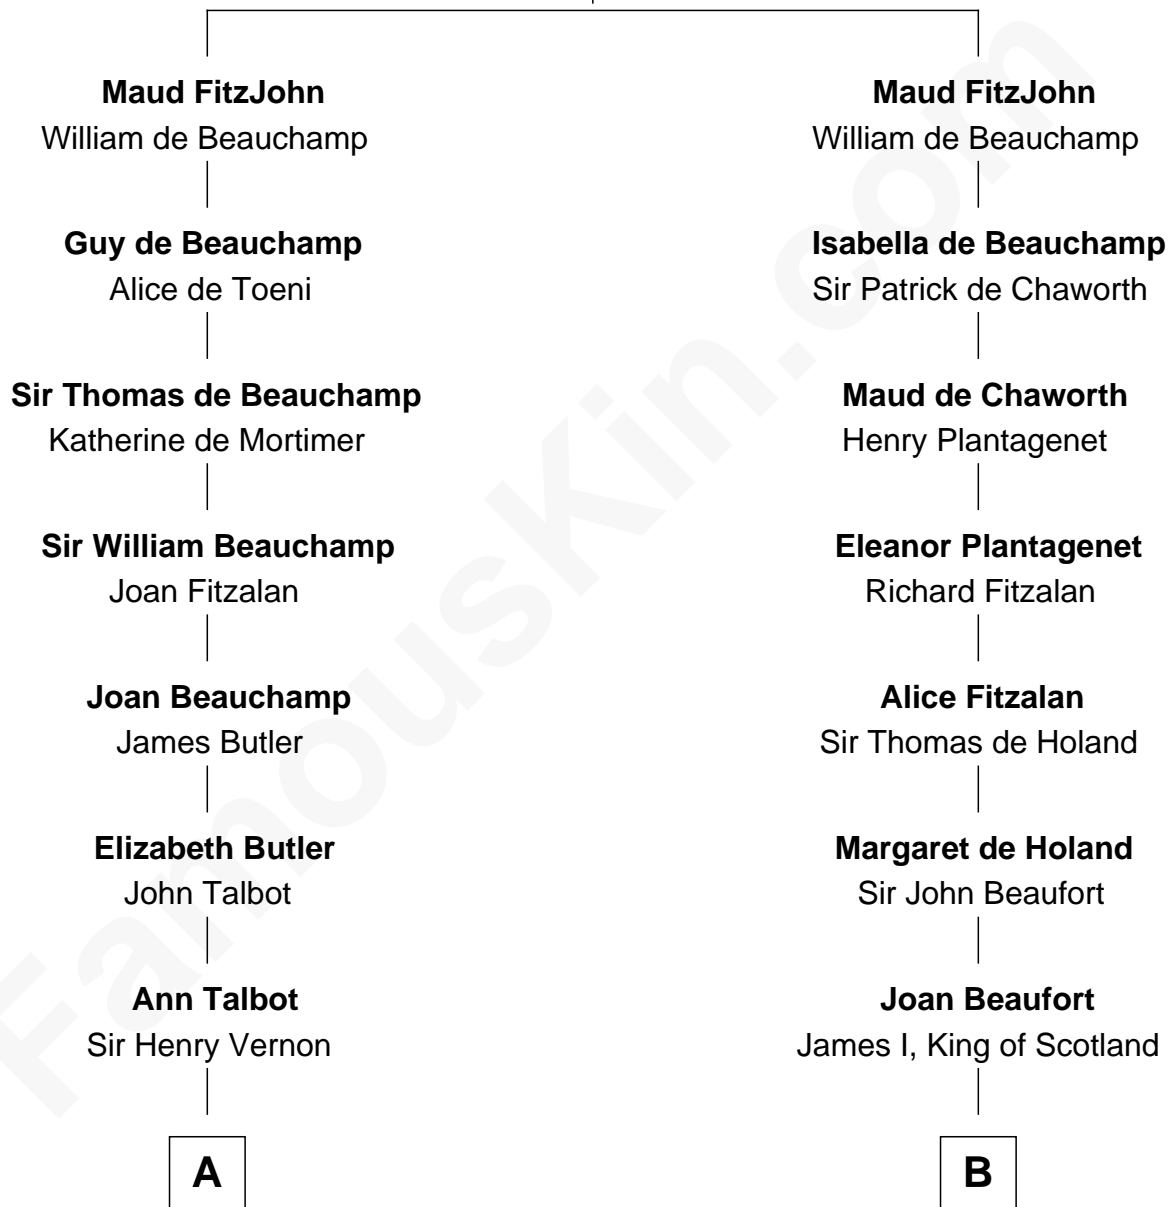 Maud FitzJohn
William de Beauchamp
Guy de Beauchamp
Alice de Toeni
Sir Thomas de Beauchamp
Katherine de Mortimer
Sir William Beauchamp
Joan Fitzalan
Joan Beauchamp
James Butler
Elizabeth Butler
John Talbot
Ann Talbot
Sir Henry Vernon
A
Maud FitzJohn
William de Beauchamp
Isabella de Beauchamp
Sir Patrick de Chaworth
Maud de Chaworth
Henry Plantagenet
Eleanor Plantagenet
Richard Fitzalan
Alice Fitzalan
Sir Thomas de Holand
Margaret de Holand
Sir John Beaufort
Joan Beaufort
James I, King of Scotland
B
FamousKin.com